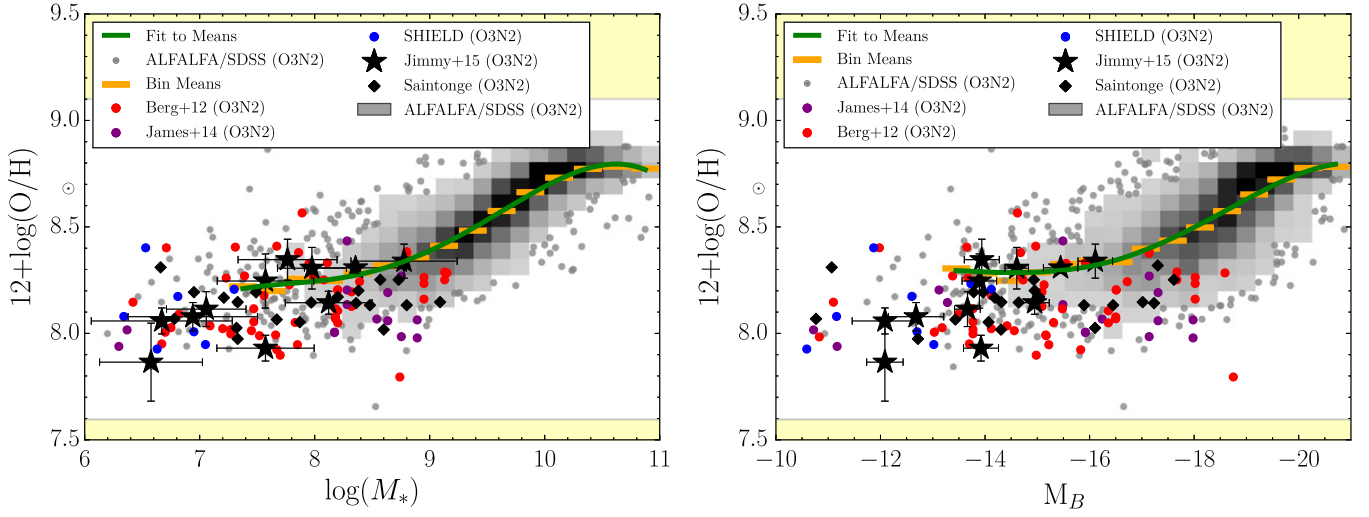 9.5
9.0
8.5
8.0
7.5
12+log(O/H)
⊙
Fit to Means
ALFALFA/SDSS (O3N2)
Bin Means
Berg+12 (O3N2)
James+14 (O3N2)
SHIELD (O3N2)
Jimmy+15 (O3N2)
Saintonge (O3N2)
ALFALFA/SDSS (O3N2)
6 7 8 9 10 11
log(M*)
9.5
9.0
8.5
8.0
7.5
12+log(O/H)
⊙
Fit to Means
Bin Means
ALFALFA/SDSS (O3N2)
James+14 (O3N2)
Berg+12 (O3N2)
SHIELD (O3N2)
Jimmy+15 (O3N2)
Saintonge (O3N2)
ALFALFA/SDSS (O3N2)
−10 −12 −14 −16 −18 −20
M_B